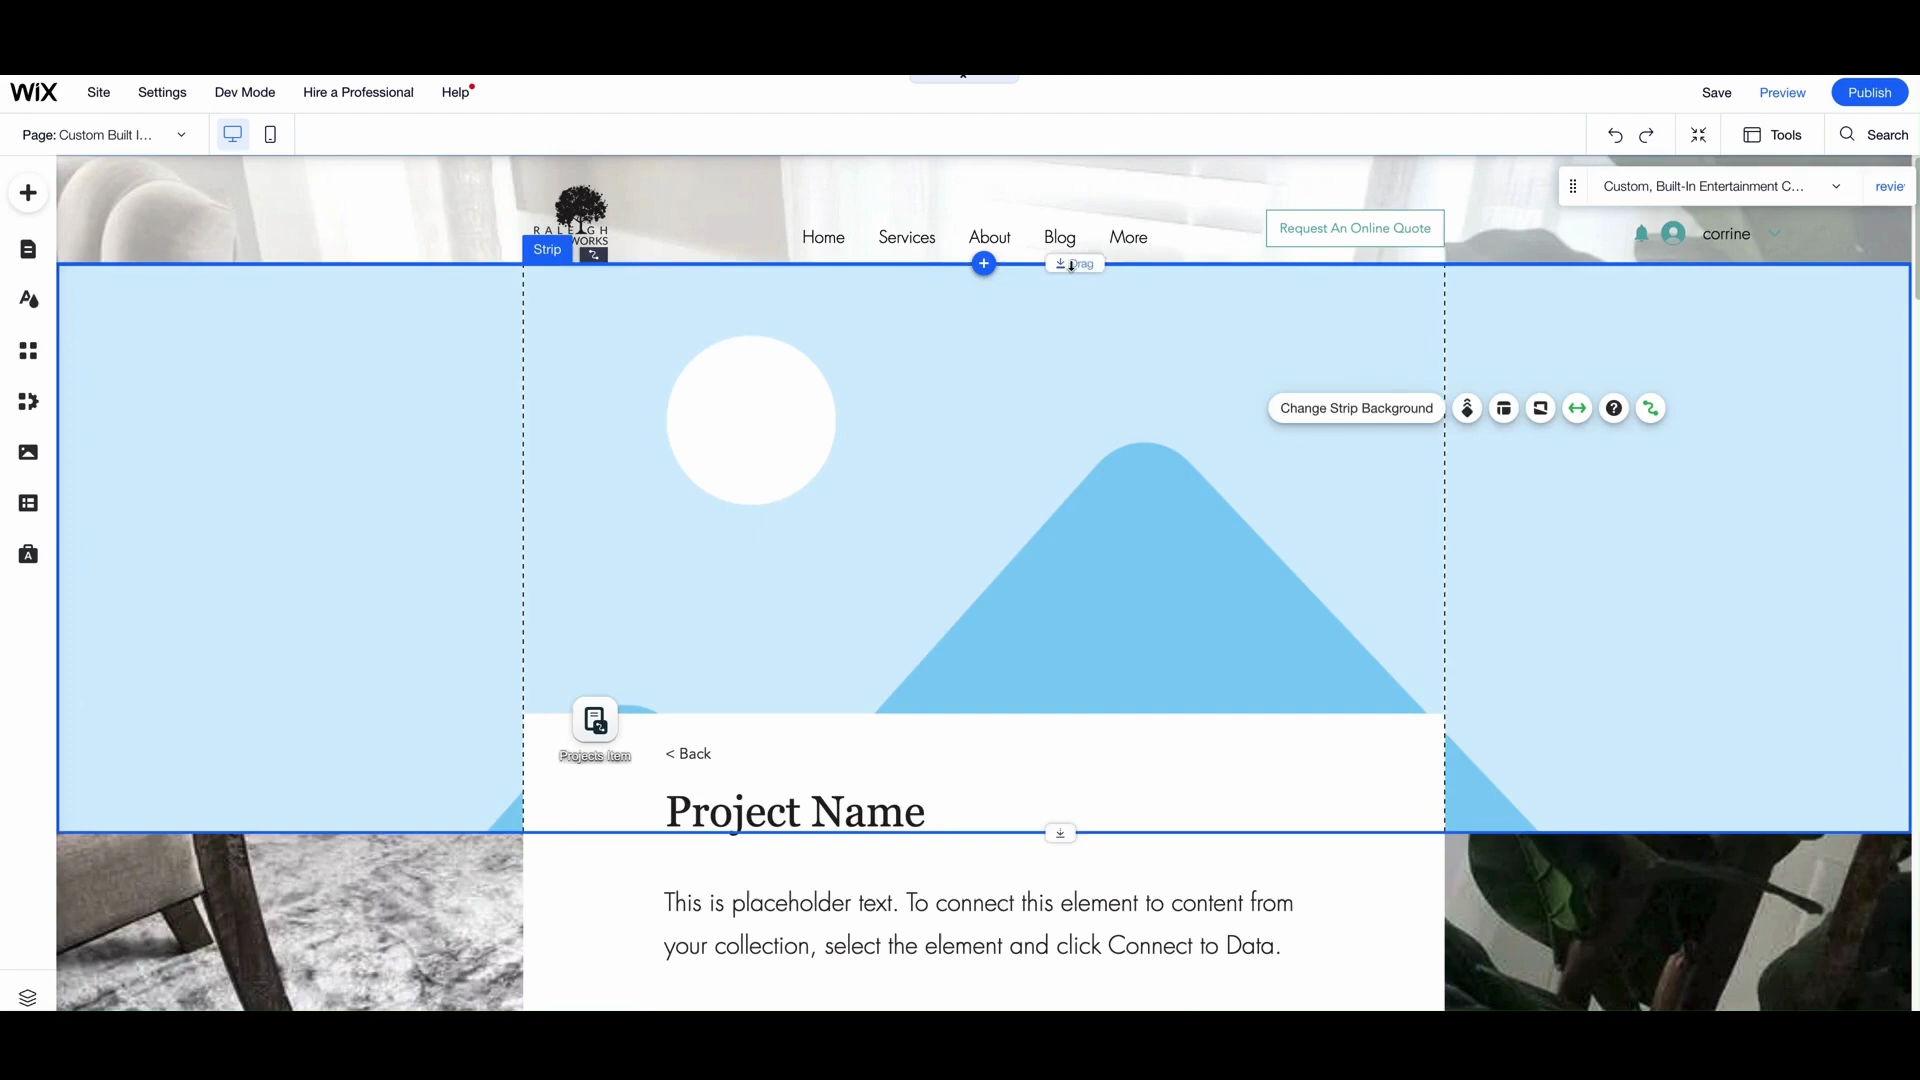 WiX Site Settings Dev Mode Hire a Professional Help Save Preview Publish
Page: Custom Built I... Tools Search
Custom, Built-In Entertainment C...
RALEIGH
WORKS
Home Services About Blog More Request An Online Quote corrine
Strip
Drag
Change Strip Background
Projects Item
< Back
Project Name
This is placeholder text. To connect this element to content from
your collection, select the element and click Connect to Data.